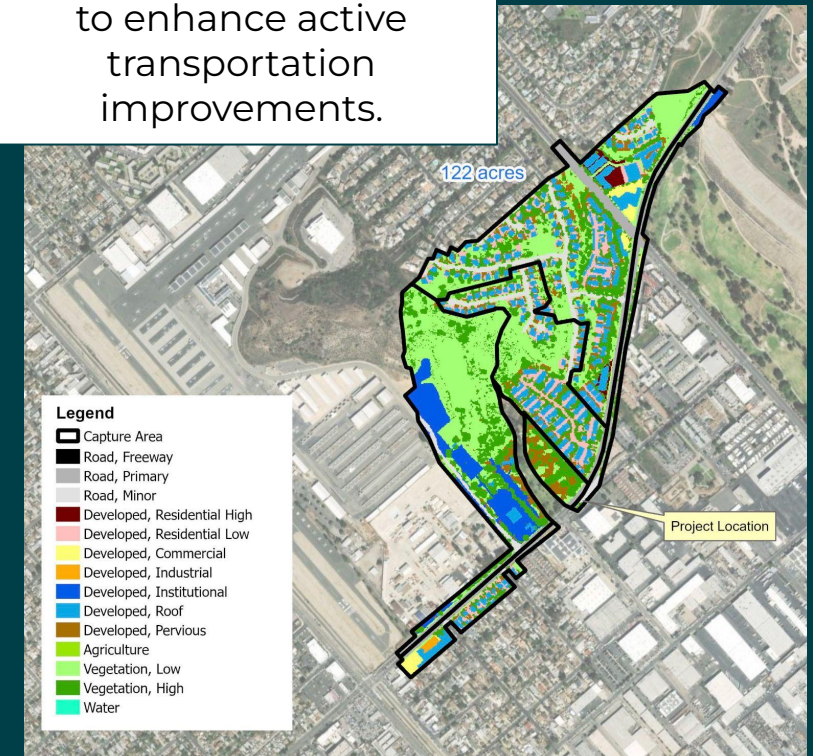 to enhance active
transportation
improvements.
122 acres
Legend
Capture Area
Road, Freeway
Road, Primary
Road, Minor
Developed, Residential High
Developed, Residential Low
Developed, Commercial
Developed, Industrial
Developed, Institutional
Developed, Roof
Developed, Pervious
Agriculture
Vegetation, Low
Vegetation, High
Water
Project Location